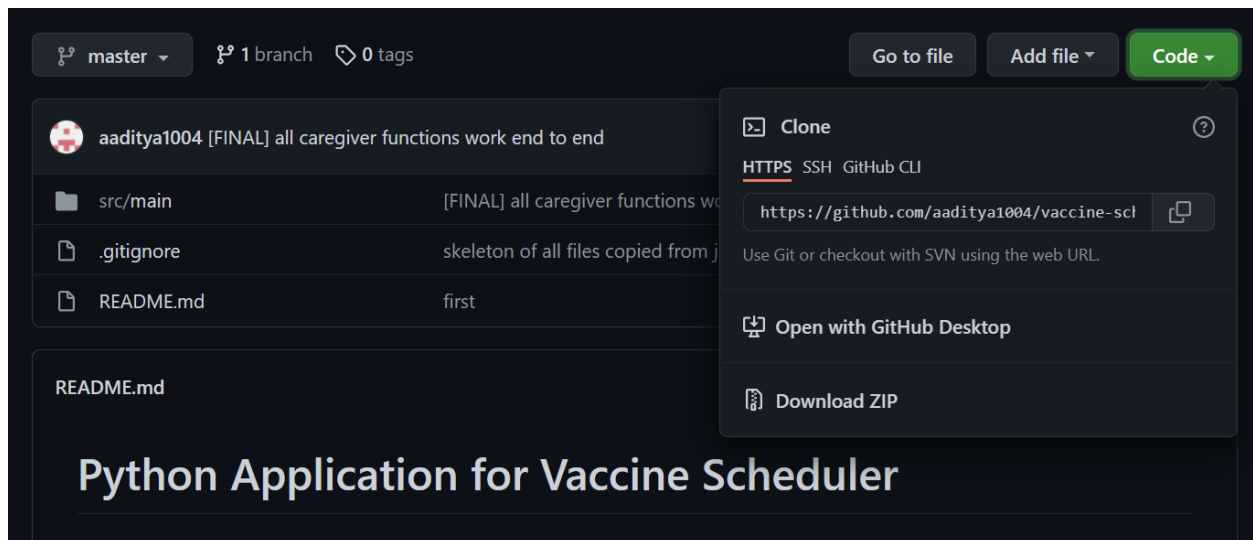 master 1 branch 0 tags Go to file Add file Code
aaditya1004 [FINAL] all caregiver functions work end to end
src/main [FINAL] all caregiver functions
.gitignore skeleton of all files copied from
README.md first
Clone
HTTPS SSH GitHub CLI
https://github.com/aaditya1004/vaccine-sch
Use Git or checkout with SVN using the web URL.
Open with GitHub Desktop
Download ZIP
README.md
Python Application for Vaccine Scheduler